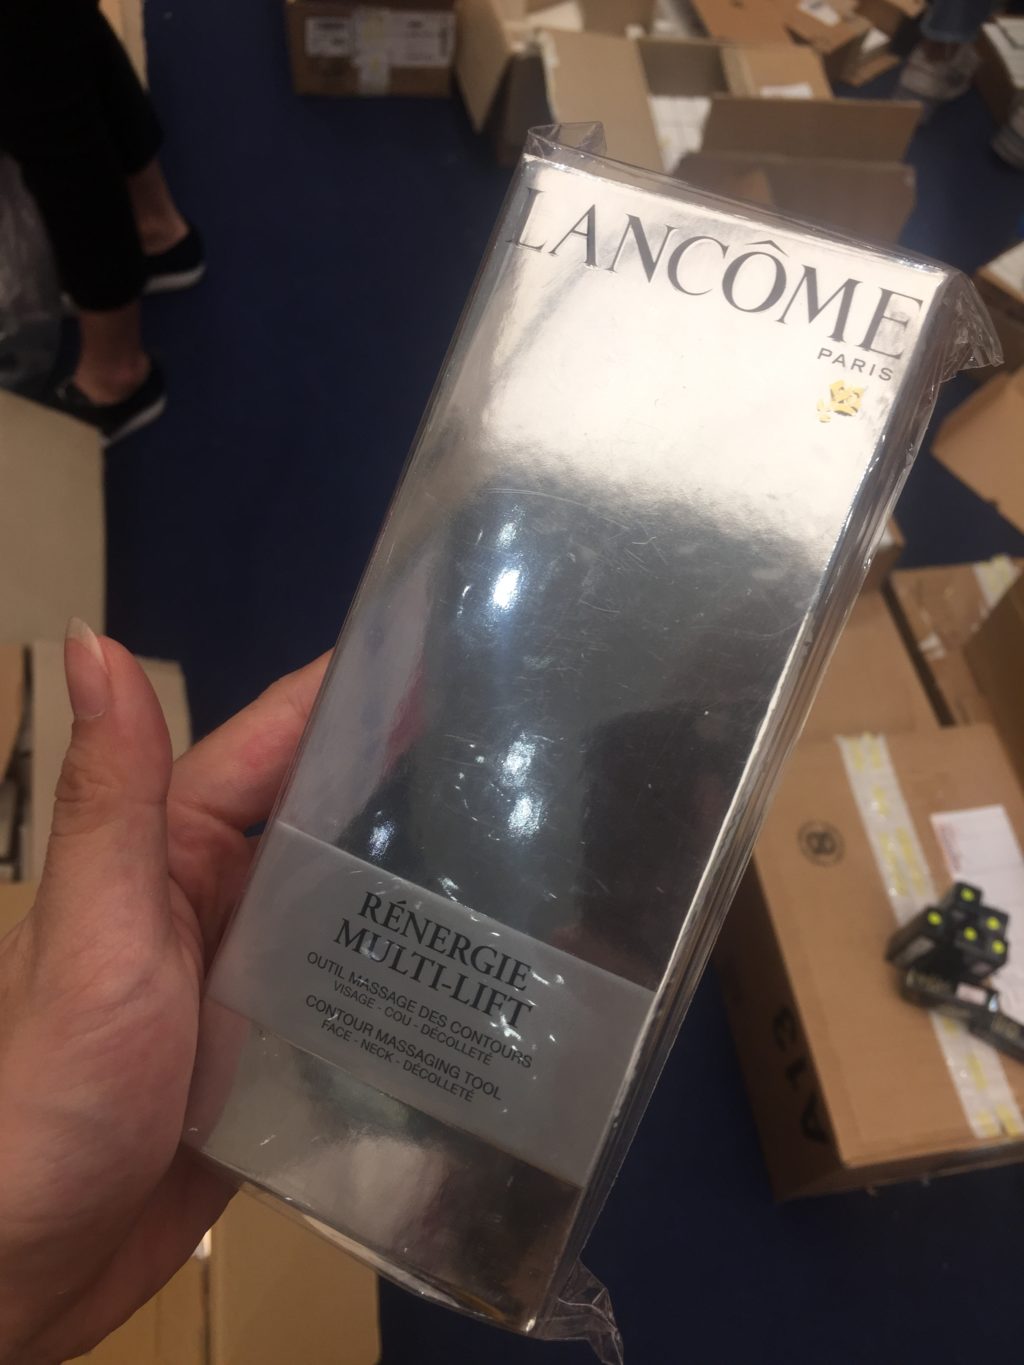 LANCÔME
PARIS
RÉNERGIE
MULTI-LIFT
OUTIL MASSAGE DES CONTOURS
VISAGE - COU - DÉCOLLETÉ
CONTOUR MASSAGING TOOL
FACE - NECK - DÉCOLLETÉ